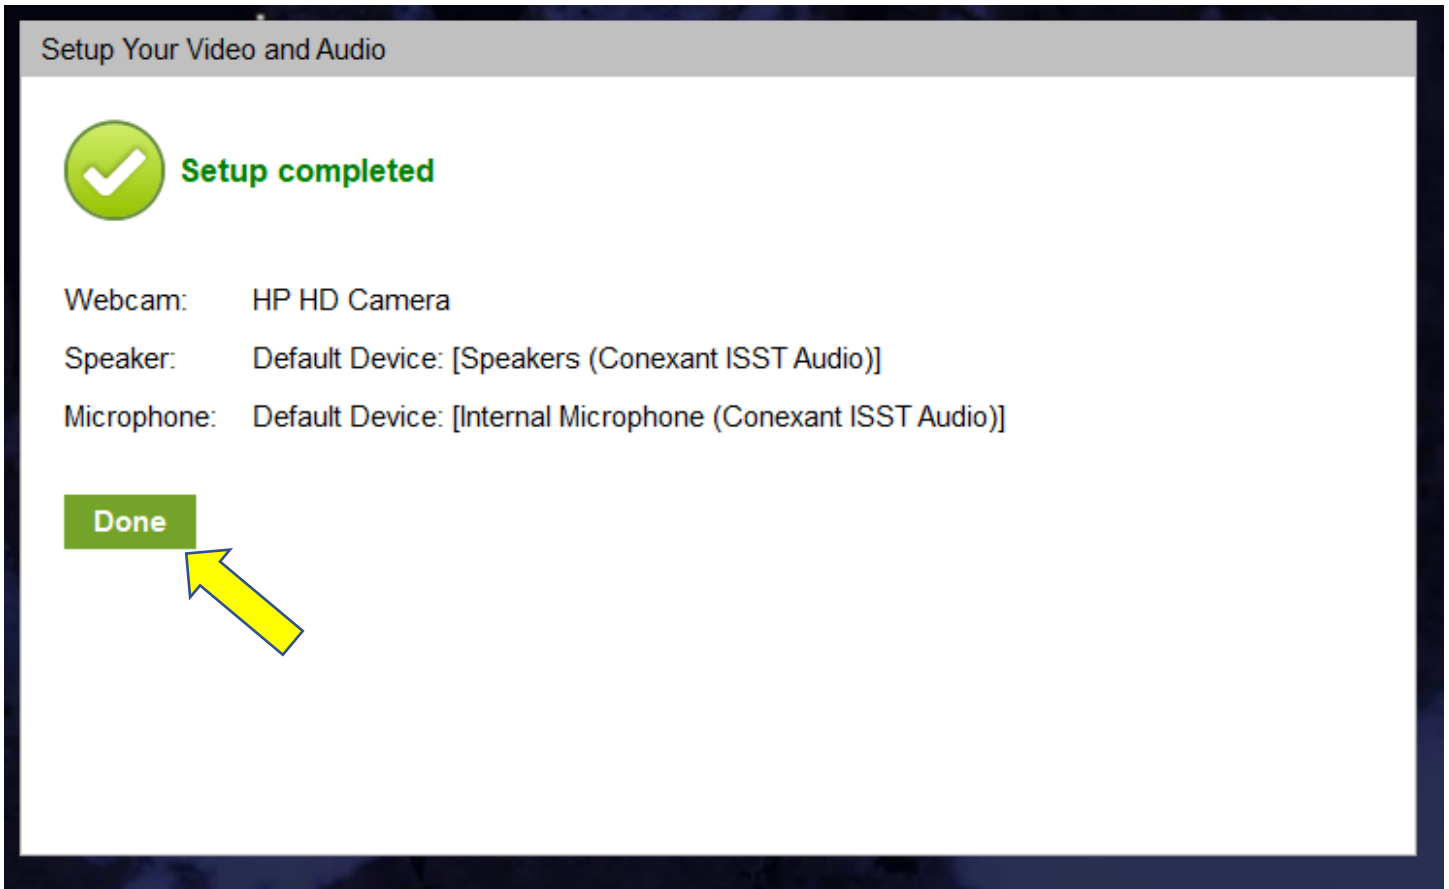 Setup Your Video and Audio
Setup completed
Webcam: HP HD Camera
Speaker: Default Device: [Speakers (Conexant ISST Audio)]
Microphone: Default Device: [Internal Microphone (Conexant ISST Audio)]
Done